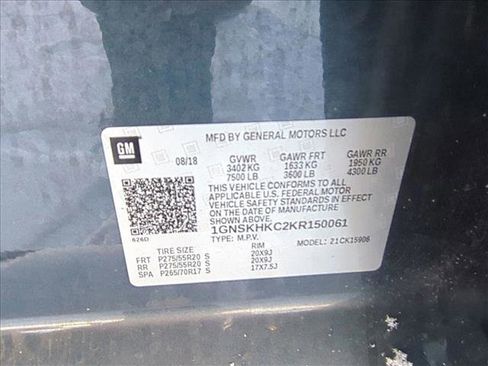 GM
MFD BY GENERAL MOTORS LLC
08/18 GVWR GAWR FRT GAWR RR
3402 KG 1633 KG 1950 KG
7500 LB 3600 LB 4300 LB
THIS VEHICLE CONFORMS TO ALL
APPLICABLE U.S. FEDERAL MOTOR
VEHICLE SAFETY STANDARDS IN EFFECT
ON THE DATE OF MANUFACTURE SHOWN
ABOVE.
1GNSKHKC2KR150061
TYPE: M.P.V. MODEL: 21CK15906
626D
TIRE SIZE RIM
FRT P275/55R20 S 20X9J
RR P275/55R20 S 20X9J
SPA P265/70R17 S 17X7.5J